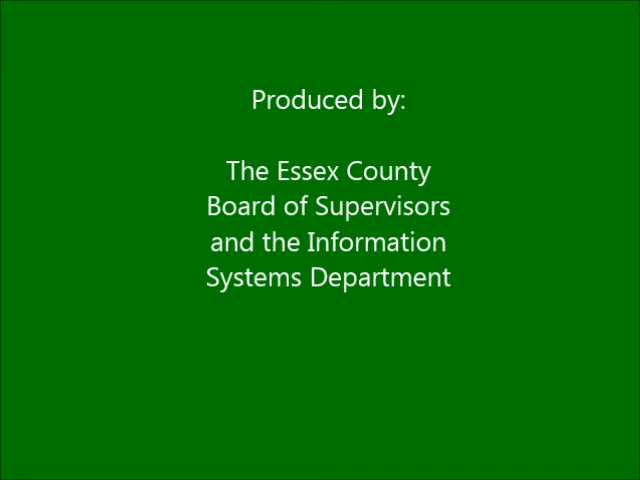 Produced by:
The Essex County
Board of Supervisors
and the Information
Systems Department